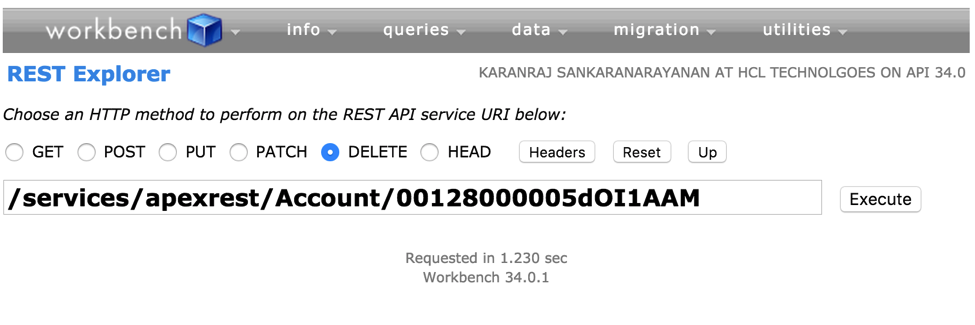 workbench info queries data migration utilities
REST Explorer KARANRAJ SANKARANARAYANAN AT HCL TECHNOLGOES ON API 34.0
Choose an HTTP method to perform on the REST API service URI below:
GET POST PUT PATCH DELETE HEAD Headers Reset Up
/services/apexrest/Account/00128000005dOI1AAM Execute
Requested in 1.230 sec
Workbench 34.0.1